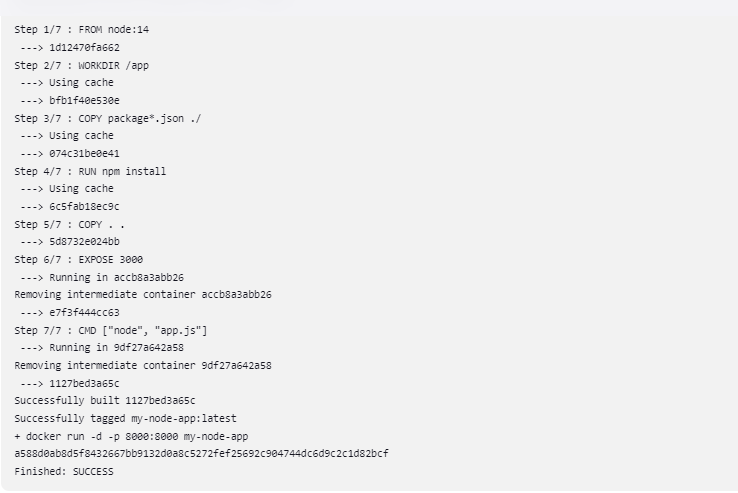 Step 1/7 : FROM node:14
---> 1d12470fa662
Step 2/7 : WORKDIR /app
---> Using cache
---> bfb1f40e530e
Step 3/7 : COPY package*.json ./
---> Using cache
---> 074c31be0e41
Step 4/7 : RUN npm install
---> Using cache
---> 6c5fab18ec9c
Step 5/7 : COPY . .
---> 5d8732e024bb
Step 6/7 : EXPOSE 3000
---> Running in accb8a3abb26
Removing intermediate container accb8a3abb26
---> e7f3f444cc63
Step 7/7 : CMD ["node", "app.js"]
---> Running in 9df27a642a58
Removing intermediate container 9df27a642a58
---> 1127bed3a65c
Successfully built 1127bed3a65c
Successfully tagged my-node-app:latest
+ docker run -d -p 8000:8000 my-node-app
a588d0ab8d5f8432667bb9132d0a8c5272fef25692c904744dc6d9c2c1d82bcf
Finished: SUCCESS